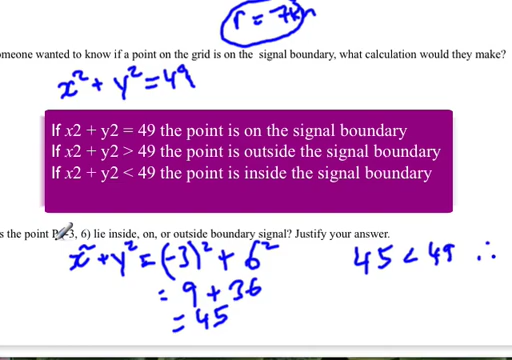 r = 7km
omeone wanted to know if a point on the grid is on the signal boundary, what calculation would they make?
x² + y² = 49
If x2 + y2 = 49 the point is on the signal boundary
If x2 + y2 > 49 the point is outside the signal boundary
If x2 + y2 < 49 the point is inside the signal boundary
s the point P(-3, 6) lie inside, on, or outside boundary signal? Justify your answer.
x² + y² = (-3)² + 6² 45 < 49 ∴
= 9 + 36
= 45